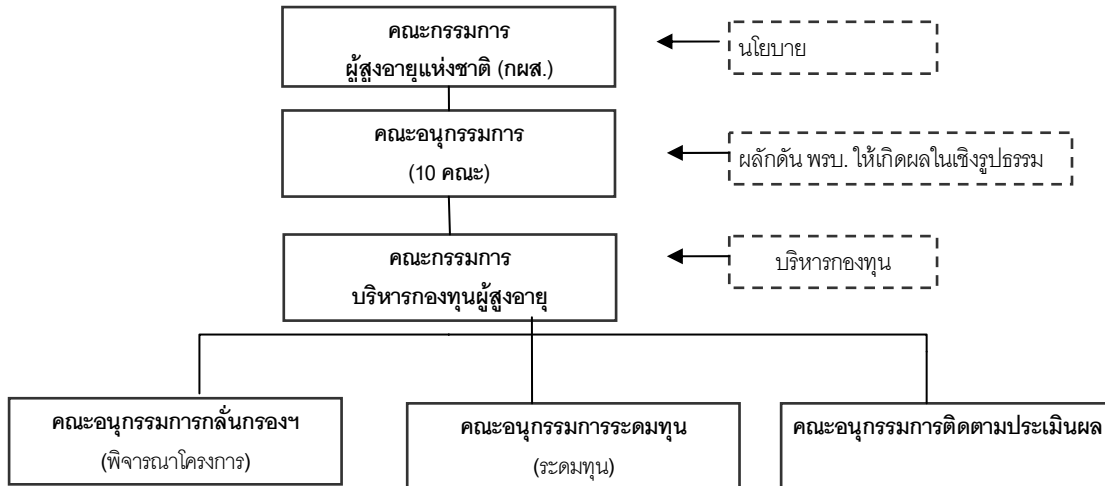 คณะกรรมการ
ผู้สูงอายุแห่งชาติ (กผส.)
นโยบาย
คณะอนุกรรมการ
(10 คณะ)
ผลักดัน พรบ. ให้เกิดผลในเชิงรูปธรรม
คณะกรรมการ
บริหารกองทุนผู้สูงอายุ
บริหารกองทุน
คณะอนุกรรมการกลั่นกรองฯ
(พิจารณาโครงการ)
คณะอนุกรรมการระดมทุน
(ระดมทุน)
คณะอนุกรรมการติดตามประเมินผล